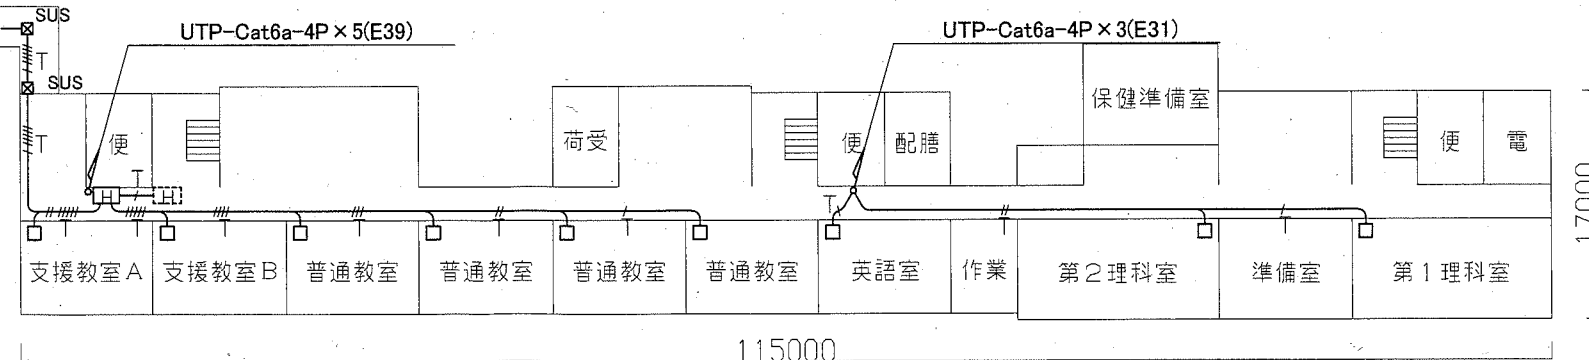 SUS
UTP-Cat6a-4P×5(E39)
UTP-Cat6a-4P×3(E31)
T
SUS
保健準備室
T
便
荷受
便
配膳
便
電
T
H
H
T
17000
支援教室A
支援教室B
普通教室
普通教室
普通教室
普通教室
英語室
作業
第2理科室
準備室
第1理科室
115000